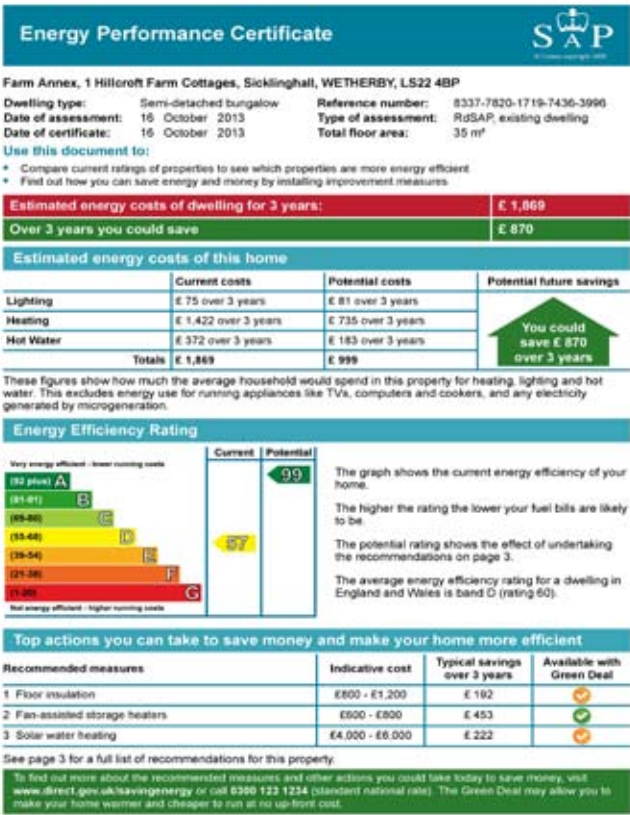 Energy Performance Certificate
SAP
Farm Annex, 1 Hillcroft Farm Cottages, Sicklinghall, WETHERBY, LS22 4BP
Dwelling type: Semi-detached bungalow Reference number: 8337-7820-1719-7436-3996
Date of assessment: 16 October 2013 Type of assessment: RdSAP, existing dwelling
Date of certificate: 16 October 2013 Total floor area: 35 m²
Use this document to:
• Compare current ratings of properties to see which properties are more energy efficient
• Find out how you can save energy and money by installing improvement measures
Estimated energy costs of dwelling for 3 years: £ 1,869
Over 3 years you could save £ 870
Estimated energy costs of this home
Current costs Potential costs Potential future savings
Lighting £ 75 over 3 years £ 81 over 3 years
Heating £ 1,422 over 3 years £ 735 over 3 years
Hot Water £ 372 over 3 years £ 183 over 3 years
Totals £ 1,869 £ 999
You could
save £ 870
over 3 years
These figures show how much the average household would spend in this property for heating, lighting and hot
water. This excludes energy use for running appliances like TVs, computers and cookers, and any electricity
generated by microgeneration.
Energy Efficiency Rating
Current Potential
Very energy efficient - lower running costs
(92 plus) A
(81-91) B
(69-80) C
(55-68) D
(39-54) E
(21-38) F
(1-20) G
Not energy efficient - higher running costs
57
99
The graph shows the current energy efficiency of your
home.
The higher the rating the lower your fuel bills are likely
to be.
The potential rating shows the effect of undertaking
the recommendations on page 3.
The average energy efficiency rating for a dwelling in
England and Wales is band D (rating 60).
Top actions you can take to save money and make your home more efficient
Recommended measures Indicative cost Typical savings over 3 years Available with Green Deal
1 Floor insulation £800 - £1,200 £ 192
2 Fan-assisted storage heaters £600 - £800 £ 453
3 Solar water heating £4,000 - £6,000 £ 222
See page 3 for a full list of recommendations for this property.
To find out more about the recommended measures and other actions you could take today to save money, visit
www.direct.gov.uk/savingenergy or call 0300 123 1234 (standard national rate). The Green Deal may allow you to
make your home warmer and cheaper to run at no up-front cost.